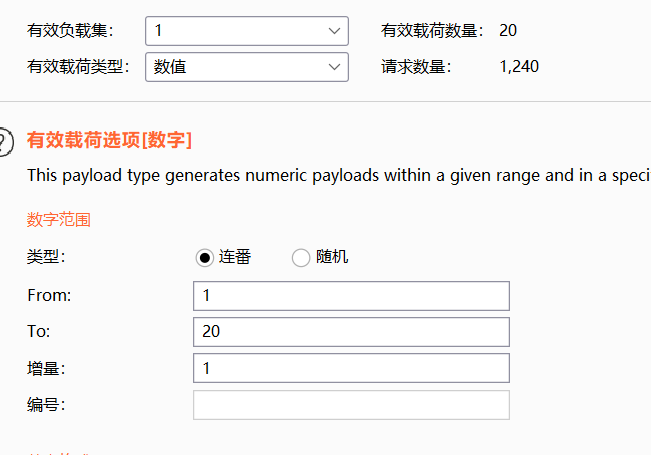 有效负载集： 1 有效载荷数量： 20
有效载荷类型： 数值 请求数量： 1,240
有效载荷选项[数字]
This payload type generates numeric payloads within a given range and in a speci
数字范围
类型： 连番 随机
From: 1
To: 20
增量： 1
编号：